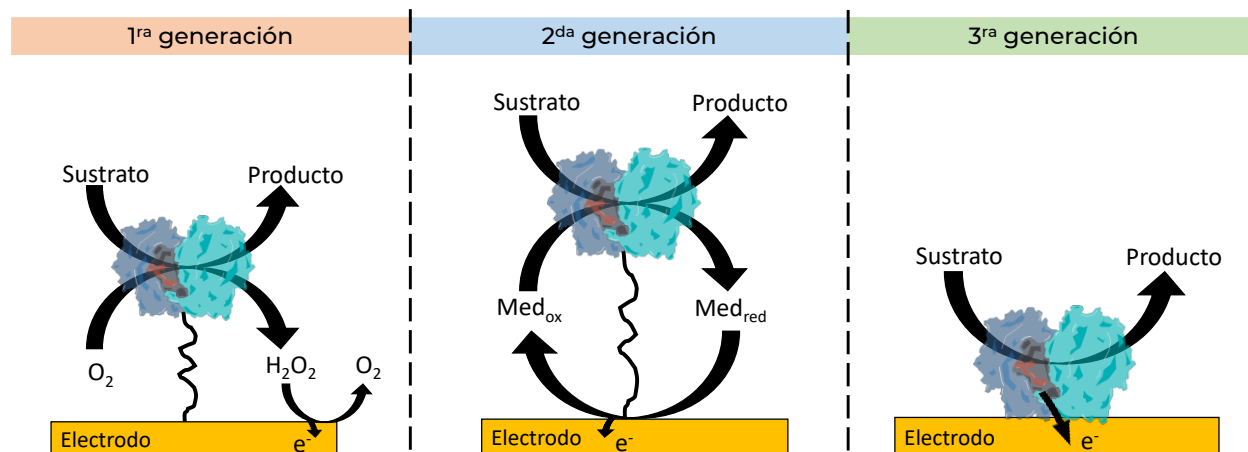 1ra generación
2da generación
3ra generación
Sustrato Producto
O2 H2O2 O2
Electrodo e-
Sustrato Producto
Medox Medred
Electrodo e-
Sustrato Producto
Electrodo e-